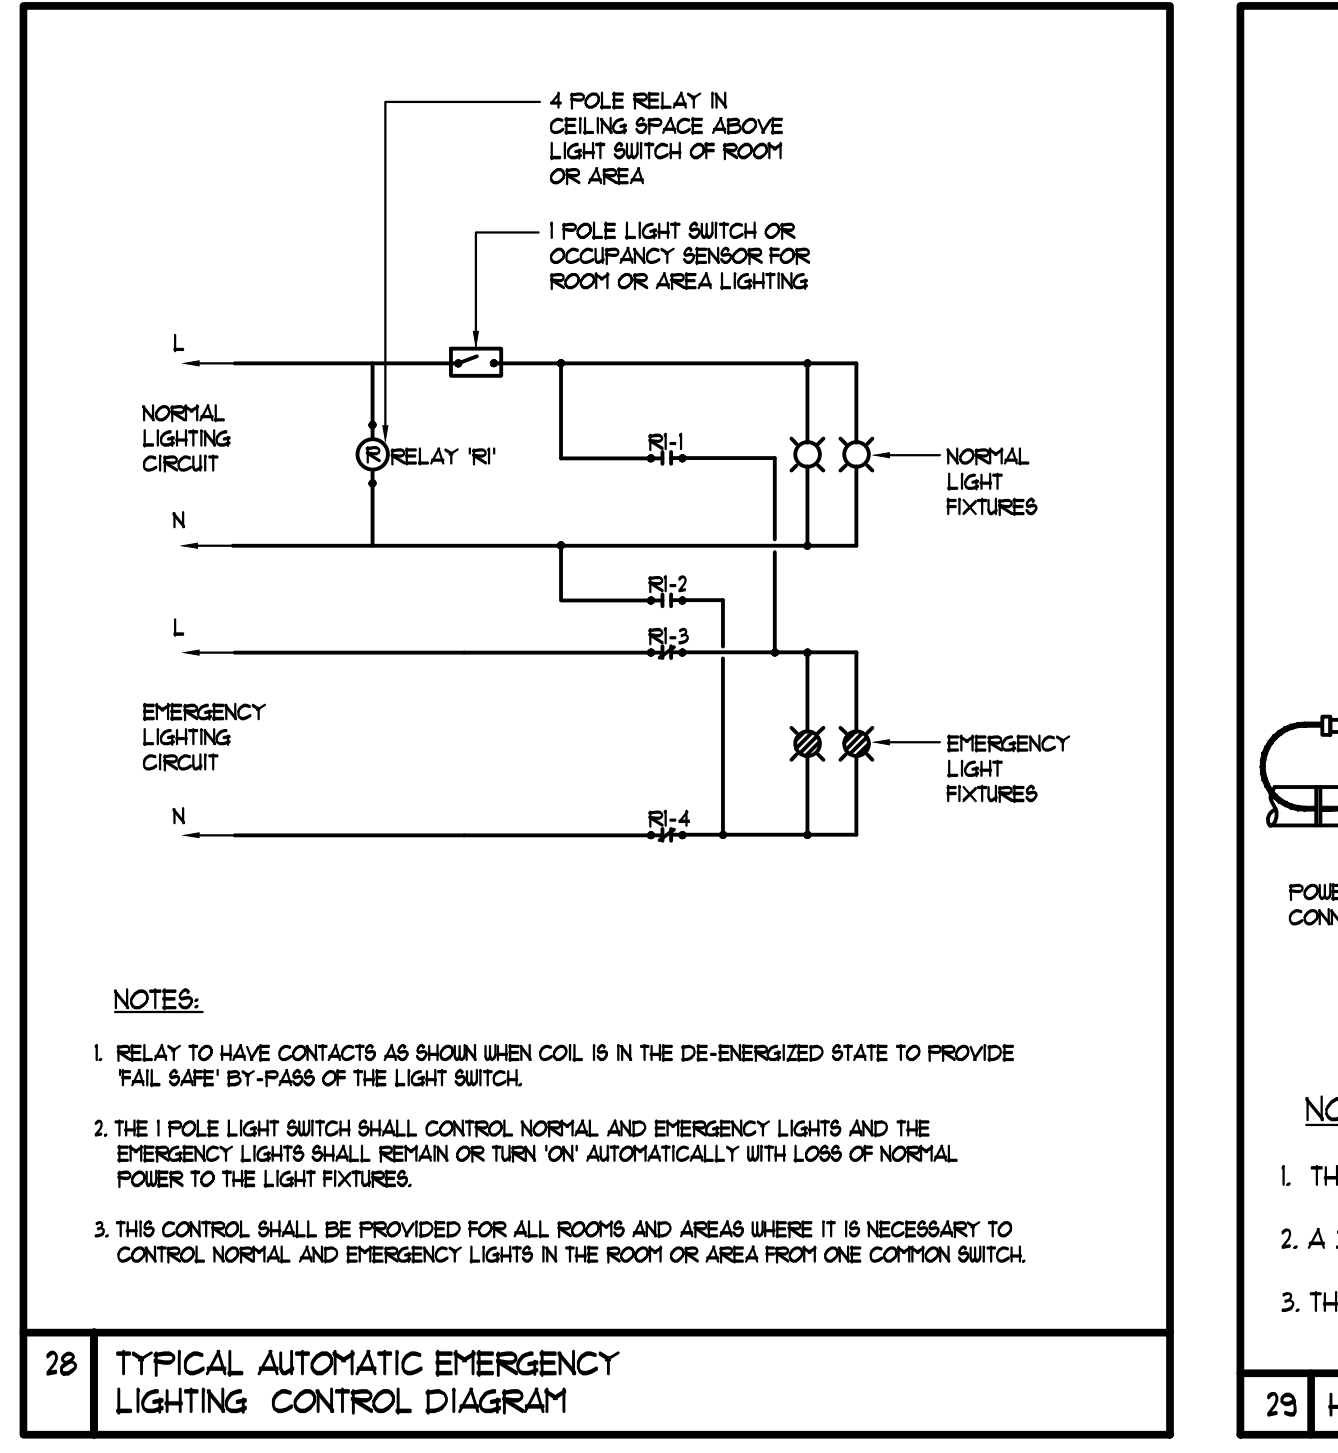 4 POLE RELAY IN
CEILING SPACE ABOVE
LIGHT SWITCH OF ROOM
OR AREA
1 POLE LIGHT SWITCH OR
OCCUPANCY SENSOR FOR
ROOM OR AREA LIGHTING
L
NORMAL
LIGHTING
CIRCUIT
R RELAY 'R1'
R1-1
NORMAL
LIGHT
FIXTURES
N
R1-2
L
R1-3
EMERGENCY
LIGHTING
CIRCUIT
EMERGENCY
LIGHT
FIXTURES
N
R1-4
NOTES:
1. RELAY TO HAVE CONTACTS AS SHOWN WHEN COIL IS IN THE DE-ENERGIZED STATE TO PROVIDE
'FAIL SAFE' BY-PASS OF THE LIGHT SWITCH.
2. THE 1 POLE LIGHT SWITCH SHALL CONTROL NORMAL AND EMERGENCY LIGHTS AND THE
EMERGENCY LIGHTS SHALL REMAIN OR TURN 'ON' AUTOMATICALLY WITH LOSS OF NORMAL
POWER TO THE LIGHT FIXTURES.
3. THIS CONTROL SHALL BE PROVIDED FOR ALL ROOMS AND AREAS WHERE IT IS NECESSARY TO
CONTROL NORMAL AND EMERGENCY LIGHTS IN THE ROOM OR AREA FROM ONE COMMON SWITCH.
28 TYPICAL AUTOMATIC EMERGENCY
LIGHTING CONTROL DIAGRAM
1. TH
2. A
3. TH
29